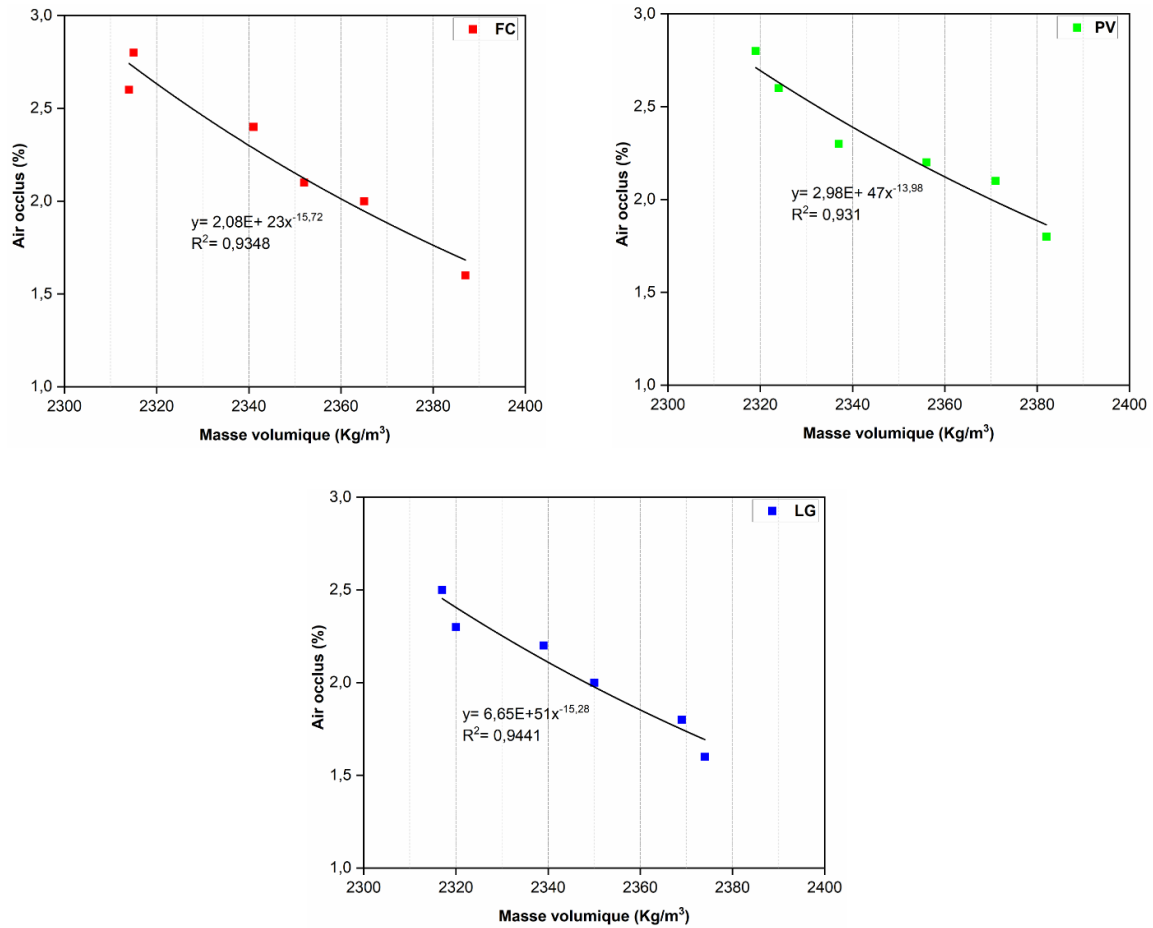 FC
3,0
2,5
2,0
1,5
1,0
Air occlus (%)
y= 2,08E+ 23x-15,72
R2= 0,9348
2300 2320 2340 2360 2380 2400
Masse volumique (Kg/m3)
PV
3,0
2,5
2,0
1,5
1,0
Air occlus (%)
y= 2,98E+ 47x-13,98
R2= 0,931
2300 2320 2340 2360 2380 2400
Masse volumique (Kg/m3)
LG
3,0
2,5
2,0
1,5
1,0
Air occlus (%)
y= 6,65E+51x-15,28
R2= 0,9441
2300 2320 2340 2360 2380 2400
Masse volumique (Kg/m3)